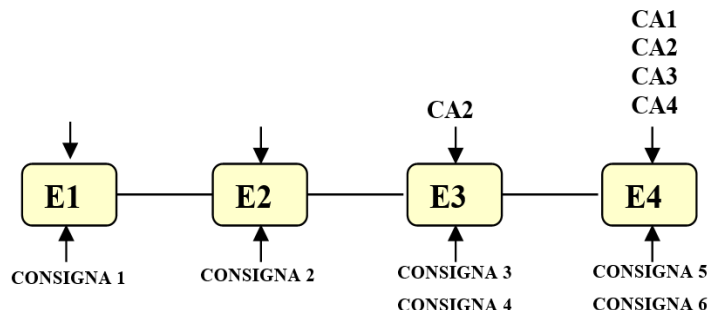 CA1
CA2
CA3
CA4
CA2
E1
E2
E3
E4
CONSIGNA 1
CONSIGNA 2
CONSIGNA 3
CONSIGNA 4
CONSIGNA 5
CONSIGNA 6